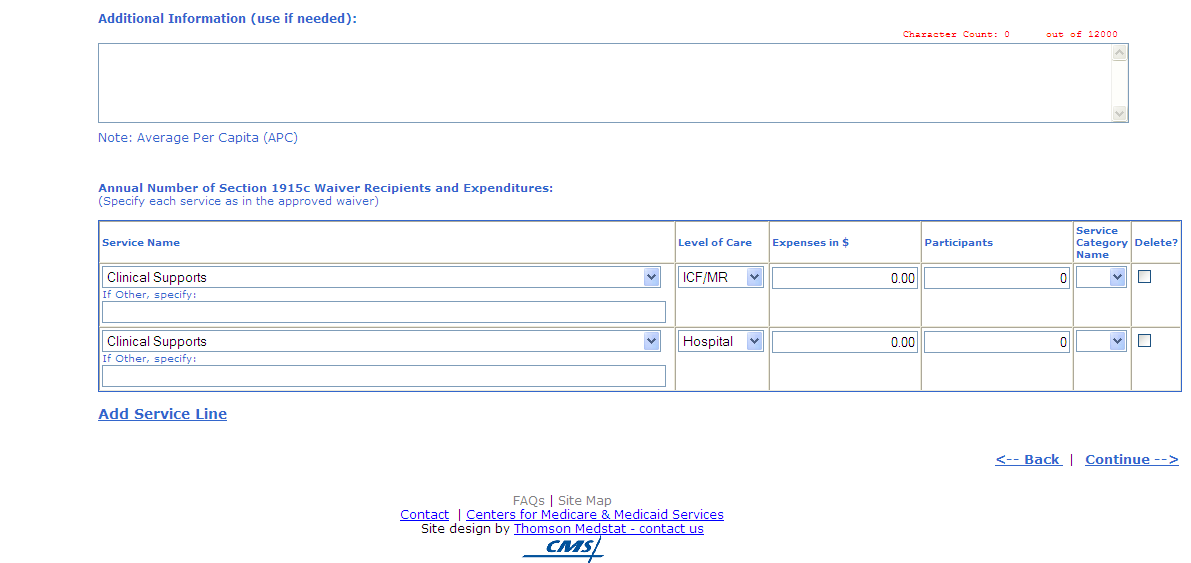 Additional Information (use if needed):
Character Count: 0 out of 12000
Note: Average Per Capita (APC)
Annual Number of Section 1915c Waiver Recipients and Expenditures:
(Specify each service as in the approved waiver)
Service Name Level of Care Expenses in $ Participants Service Category Name Delete?
Clinical Supports ICF/MR 0.00 0
If Other, specify:
Clinical Supports Hospital 0.00 0
If Other, specify:
Add Service Line
<-- Back | Continue -->
FAQs | Site Map
Contact | Centers for Medicare & Medicaid Services
Site design by Thomson Medstat - contact us
CMS